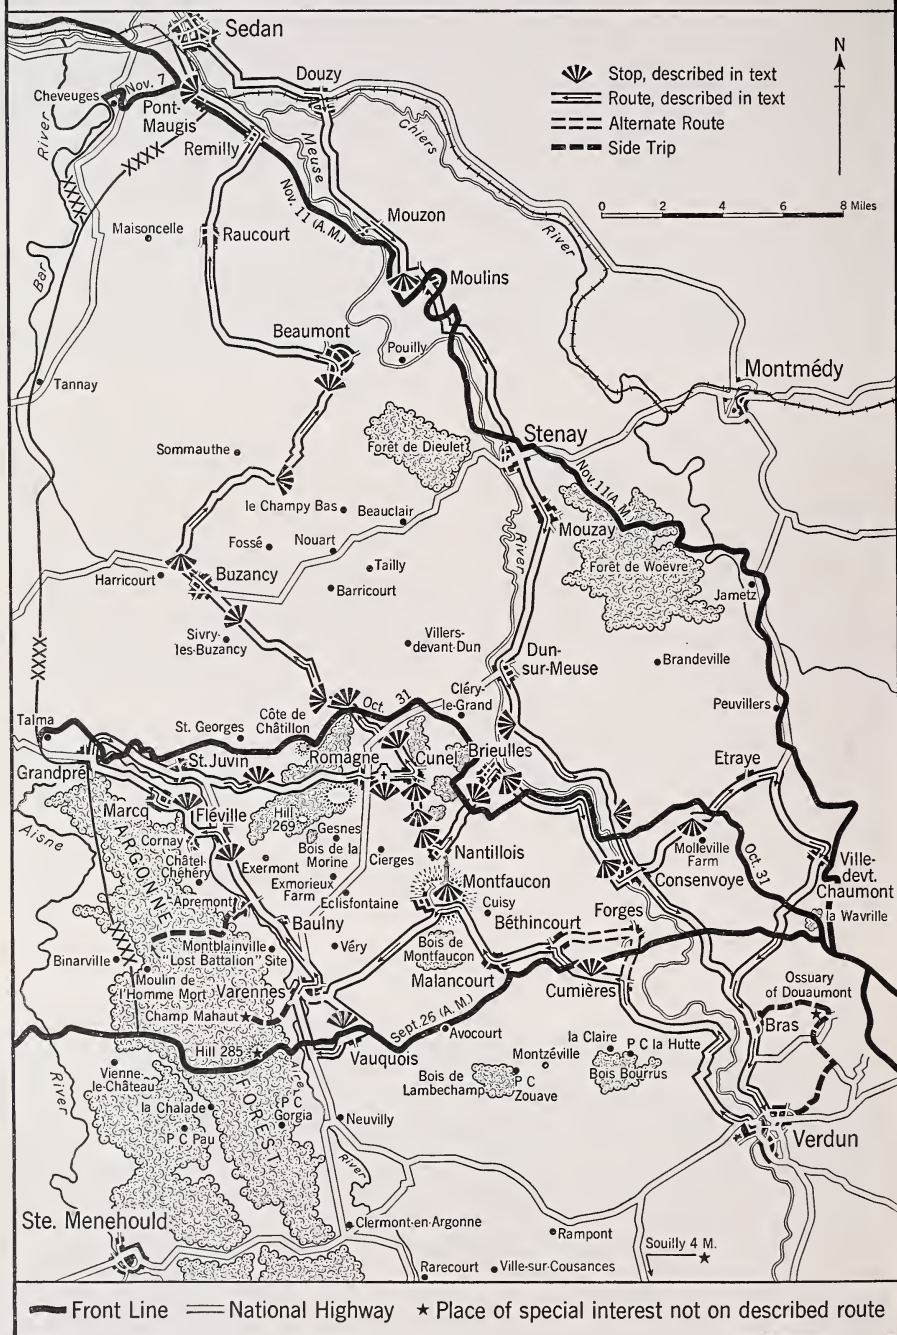 Sedan
Douzy
N
Stop, described in text
Route, described in text
Alternate Route
Side Trip
0 2 4 6 8 Miles
Nov. 7
Cheveuges
Pont-
Maugis
Remilly
River
XXXX
XXXX
Meuse
Chiers
River
Nov. 11 (A.M.)
Mouzon
Maisoncelle
Raucourt
Bar
Moulins
Beaumont
Pouilly
Montmédy
Tannay
Sommauthe
Forêt de Dieulet
Stenay
Nov. 11 (A.M.)
le Champy Bas
Beauclair
Mouzay
Fossé
Nouart
River
Harricourt
Buzancy
Tailly
Barricourt
Forêt de Woëvre
Jametz
Sivry-
les-Buzancy
XXXX
Villers-
devant-Dun
Dun-
sur-Meuse
Brandeville
Cléry-
le-Grand
Peuvillers
Oct. 31
Talma
St. Georges
Côte de
Châtillon
Grandpré
St. Juvin
Romagne
Cunel
Brieulles
Etraye
Marcq
Fléville
Hill
269
Gesnes
Bois de la
Morine
Cierges
Aisne
Cornay
Châtel-
Chéhéry
Exermont
Exmorieux
Farm
Nantillois
Molleville
Farm
Oct. 31
Ville-
devt.
Chaumont
ARGONNE
Apremont
Eclisfontaine
Montfaucon
Cuisy
Consenvoye
la Wavrille
Baulny
Béthincourt
Forges
XXXX
Binarville
Montblainville
"Lost Battalion" Site
Véry
Bois de
Montfaucon
Moulin de
l'Homme Mort
Varennes
Malancourt
Cumières
Ossuary
of Douaumont
Champ Mahaut
Sept. 26 (A.M.)
Bras
Avocourt
Hill 285
Vauquois
la Claire
P C la Hutte
Montzéville
Vienne-
le-Château
Bois de
Lambechamp
P C
Zouave
Bois Bourrus
River
la Chalade
P C
Gorgia
FOREST
P C Pau
Neuvilly
Verdun
River
Ste. Menehould
Clermont-en-Argonne
Rampont
Souilly 4 M.
Rarecourt
Ville-sur-Cousances
Front Line
National Highway
Place of special interest not on described route